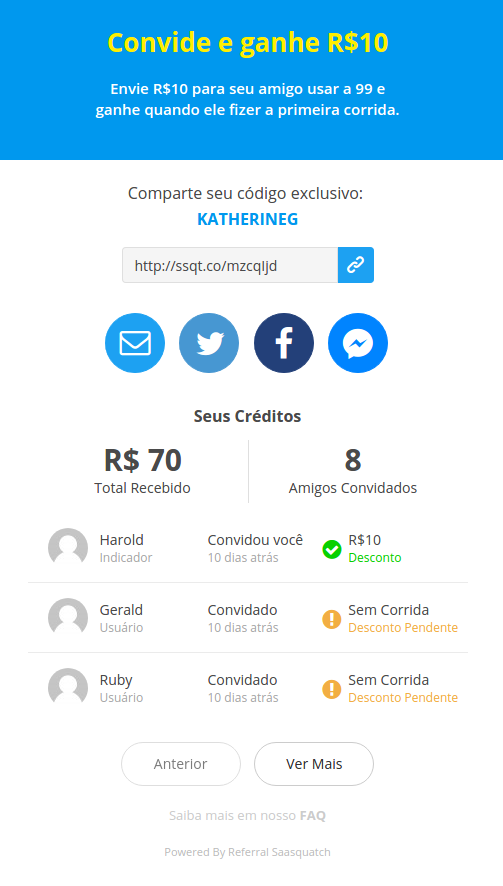 Convide e ganhe R$10
Envie R$10 para seu amigo usar a 99 e
ganhe quando ele fizer a primeira corrida.
Comparte seu código exclusivo:
KATHERINEG
http://ssqt.co/mzcqIjd
Seus Créditos
R$ 70
Total Recebido
8
Amigos Convidados
Harold
Indicador
Convidou você
10 dias atrás
R$10
Desconto
Gerald
Usuário
Convidado
10 dias atrás
Sem Corrida
Desconto Pendente
Ruby
Usuário
Convidado
10 dias atrás
Sem Corrida
Desconto Pendente
Anterior
Ver Mais
Saiba mais em nosso FAQ
Powered By Referral Saasquatch